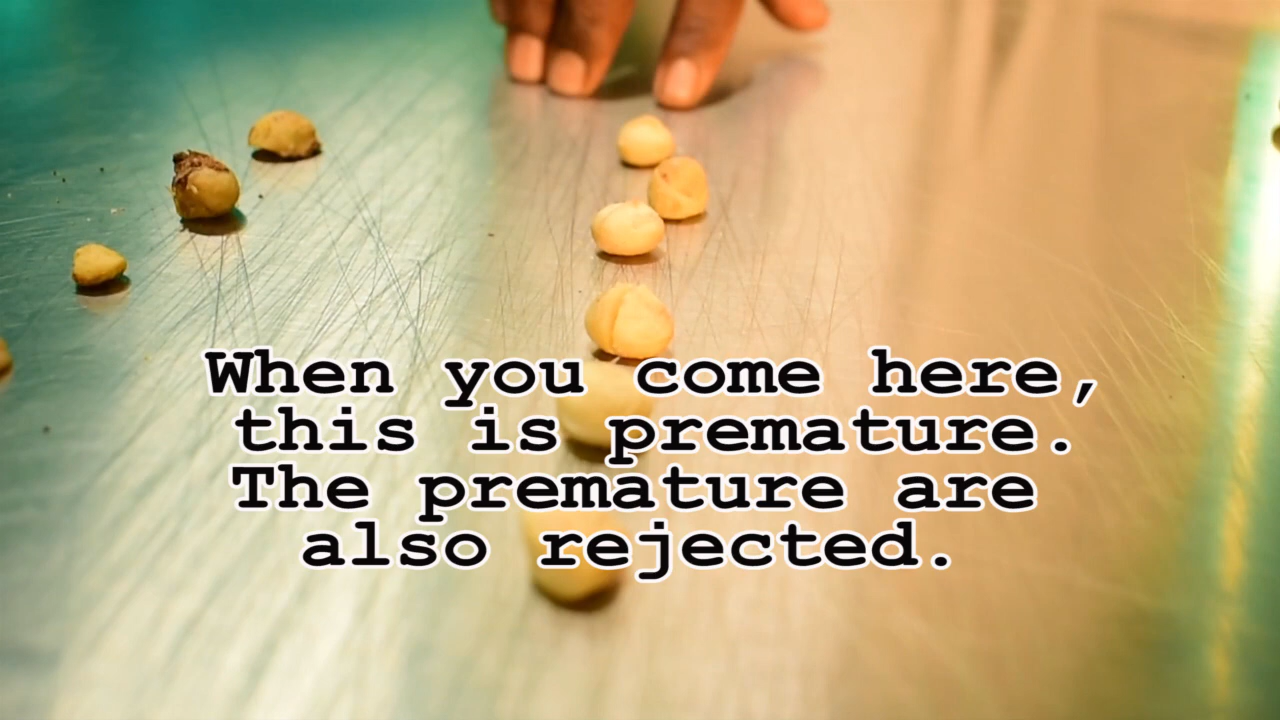 When you come here,
this is premature.
The premature are
also rejected.